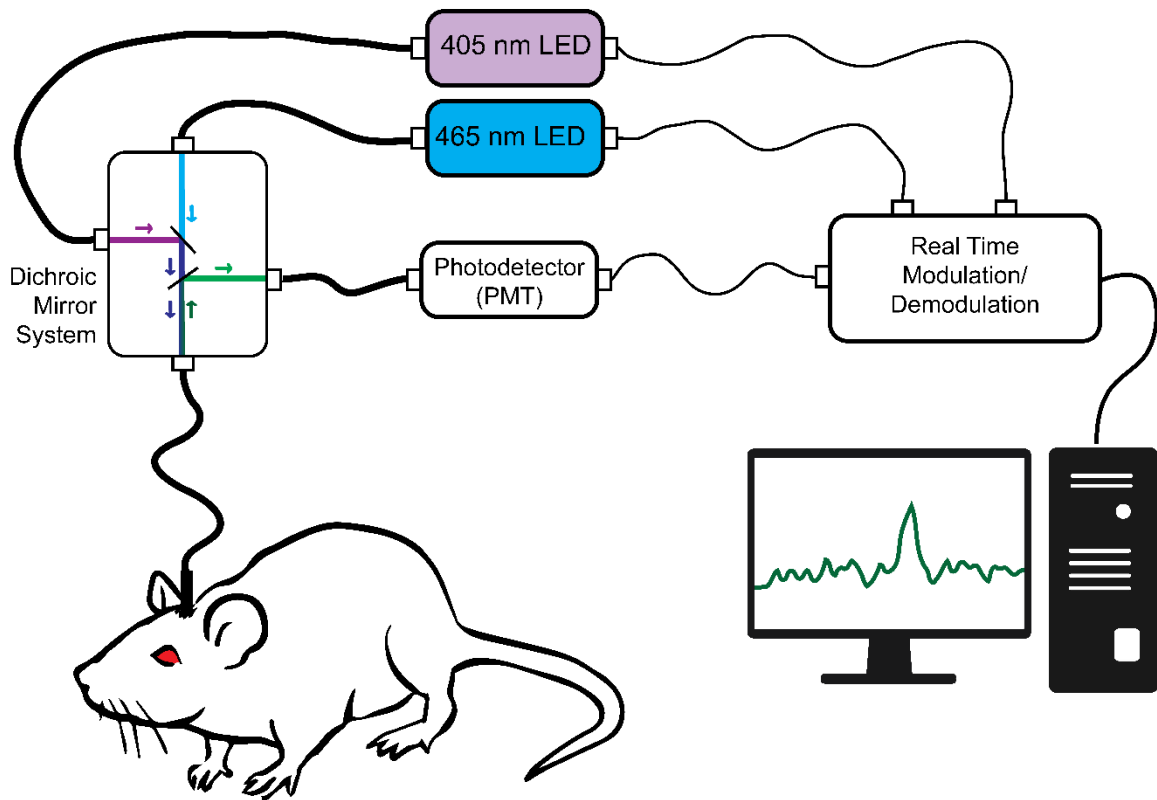 405 nm LED
465 nm LED
Dichroic
Mirror
System
Photodetector
(PMT)
Real Time
Modulation/
Demodulation